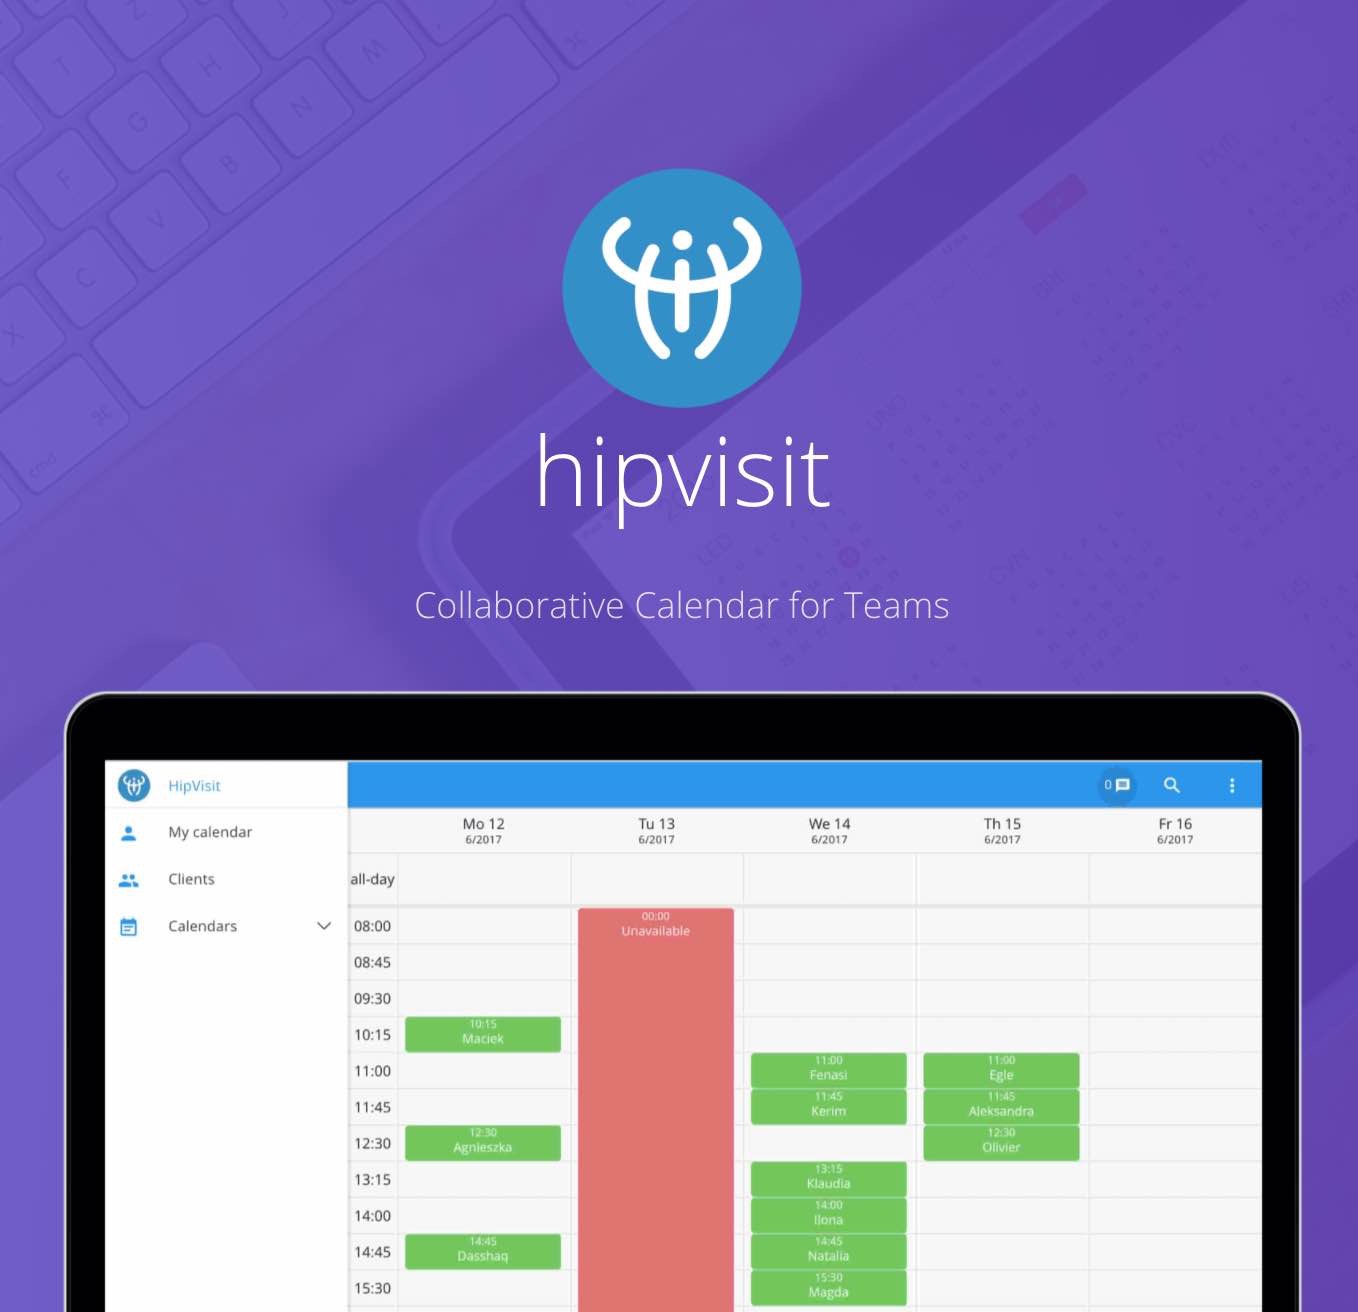 hipvisit
Collaborative Calendar for Teams
HipVisit
My calendar
Clients
Calendars
0
Mo 12
6/2017
Tu 13
6/2017
We 14
6/2017
Th 15
6/2017
Fr 16
6/2017
all-day
08:00
08:45
09:30
10:15
11:00
11:45
12:30
13:15
14:00
14:45
15:30
10:15
Maciek
12:30
Agnieszka
14:45
Dasshaq
00:00
Unavailable
11:00
Fenasi
11:45
Kerim
13:15
Klaudia
14:00
Ilona
14:45
Natalia
15:30
Magda
11:00
Egle
11:45
Aleksandra
12:30
Olivier